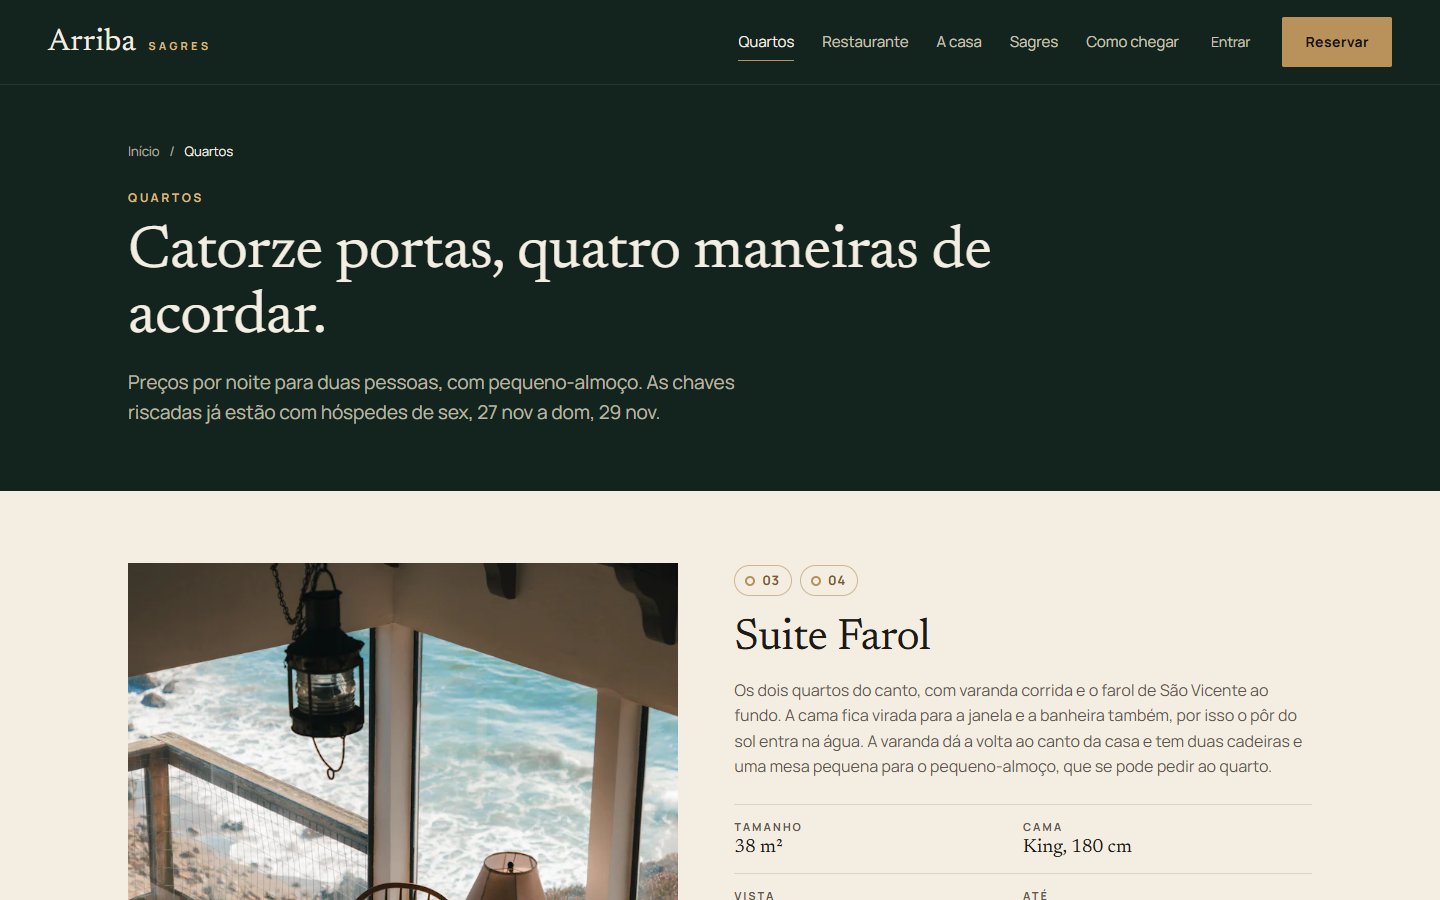 Arriba SAGRES
Quartos Restaurante A casa Sagres Como chegar Entrar Reservar
Início / Quartos
QUARTOS
Catorze portas, quatro maneiras de
acordar.
Preços por noite para duas pessoas, com pequeno-almoço. As chaves
riscadas já estão com hóspedes de sex, 27 nov a dom, 29 nov.
03 04
Suite Farol
Os dois quartos do canto, com varanda corrida e o farol de São Vicente ao
fundo. A cama fica virada para a janela e a banheira também, por isso o pôr do
sol entra na água. A varanda dá a volta ao canto da casa e tem duas cadeiras e
uma mesa pequena para o pequeno-almoço, que se pode pedir ao quarto.
TAMANHO CAMA
38 m² King, 180 cm
VISTA ATÉ